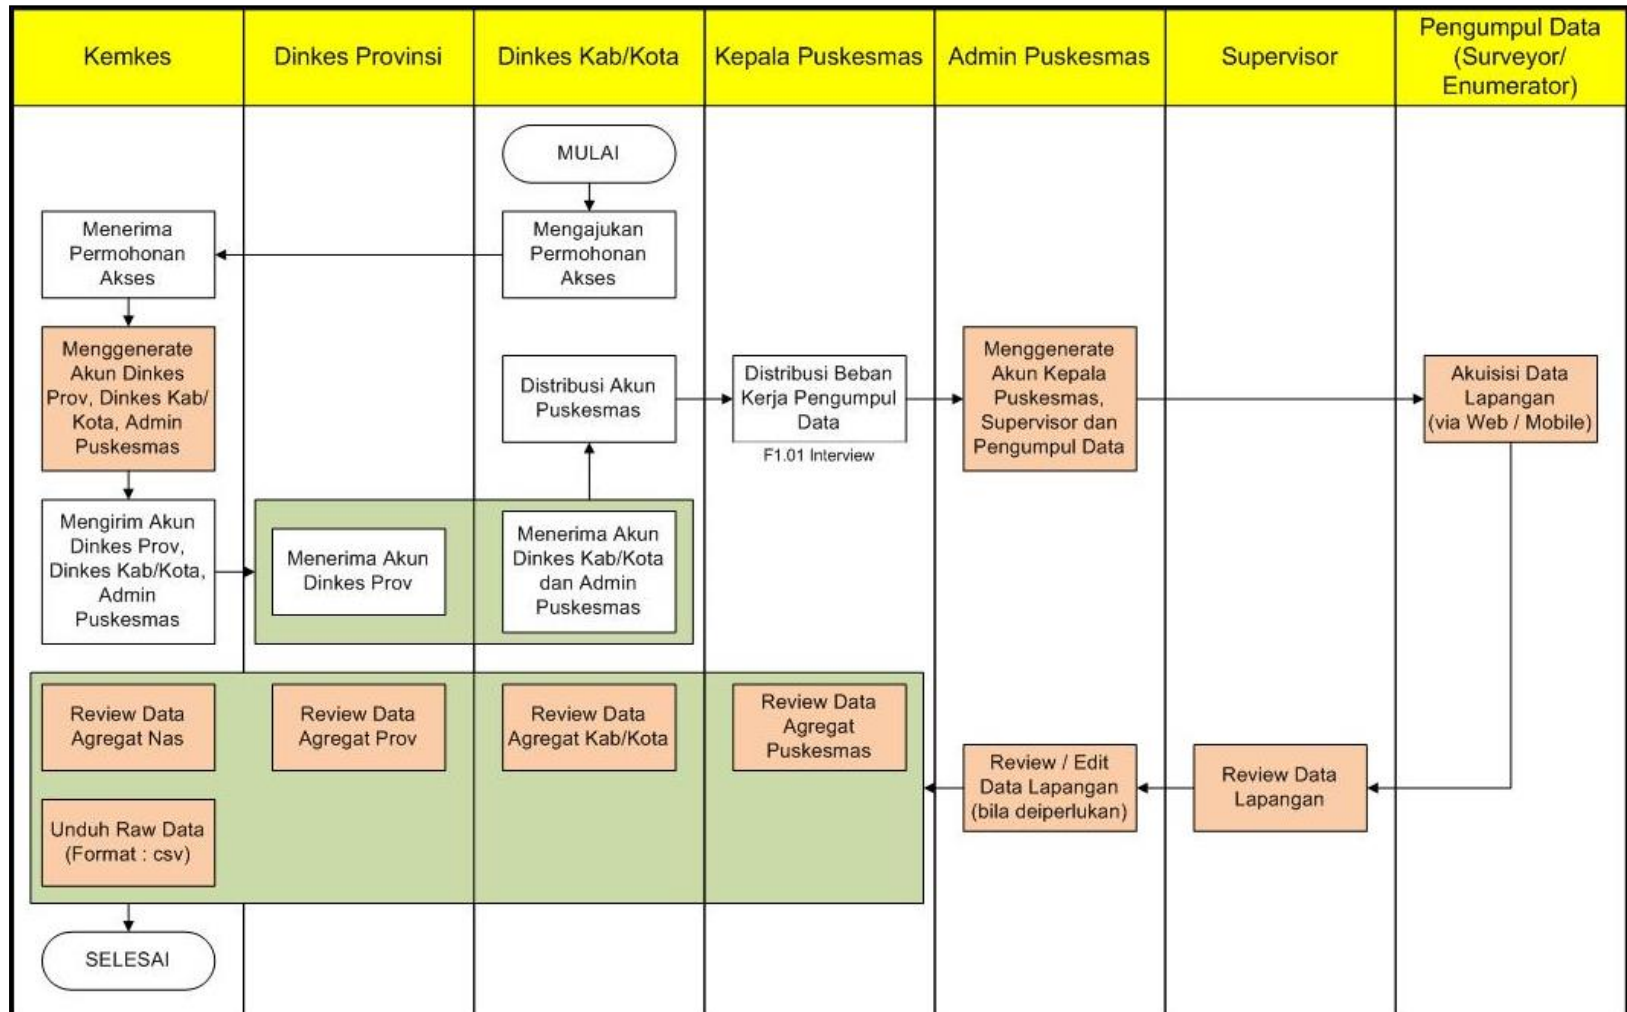 Kemkes
Dinkes Provinsi
Dinkes Kab/Kota
Kepala Puskesmas
Admin Puskesmas
Supervisor
Pengumpul Data
(Surveyor/
Enumerator)
MULAI
Menerima
Permohonan
Akses
Mengajukan
Permohonan
Akses
Menggenerate
Akun Dinkes
Prov, Dinkes Kab/
Kota, Admin
Puskesmas
Distribusi Akun
Puskesmas
Distribusi Beban
Kerja Pengumpul
Data
F1.01 Interview
Menggenerate
Akun Kepala
Puskesmas,
Supervisor dan
Pengumpul Data
Akuisisi Data
Lapangan
(via Web / Mobile)
Mengirim Akun
Dinkes Prov,
Dinkes Kab/Kota,
Admin
Puskesmas
Menerima Akun
Dinkes Prov
Menerima Akun
Dinkes Kab/Kota
dan Admin
Puskesmas
Review Data
Agregat Nas
Review Data
Agregat Prov
Review Data
Agregat Kab/Kota
Review Data
Agregat
Puskesmas
Review / Edit
Data Lapangan
(bila deiperlukan)
Review Data
Lapangan
Unduh Raw Data
(Format : csv)
SELESAI